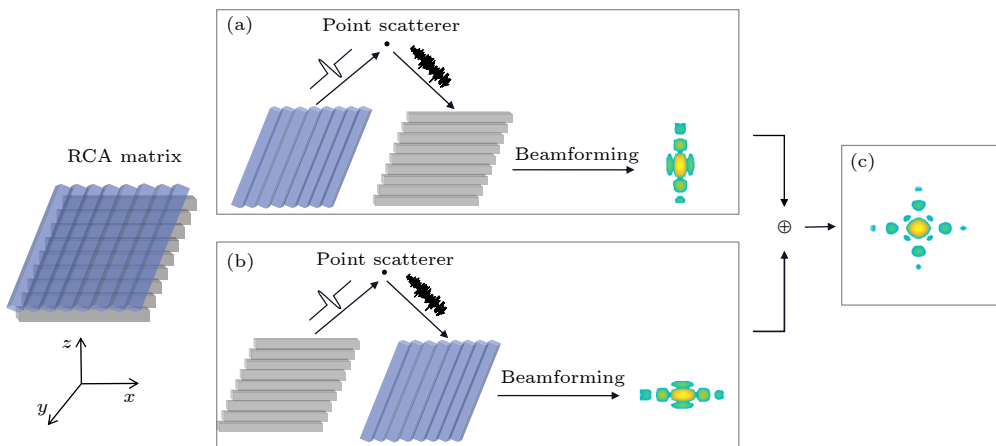 (a)
Point scatterer
RCA matrix
Beamforming
(c)
⊕
(b)
Point scatterer
Beamforming
z
x
y